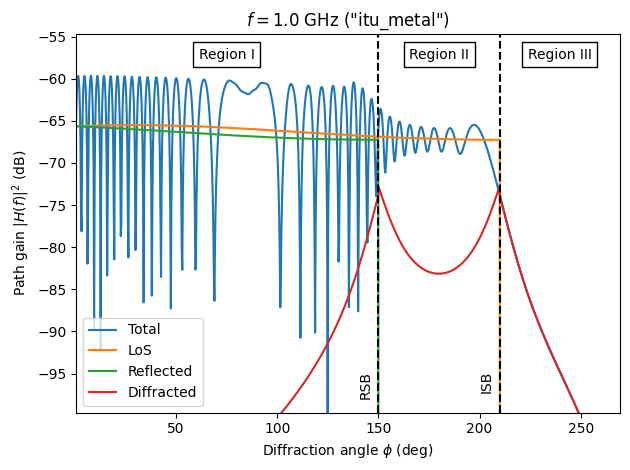 f = 1.0 GHz ("itu_metal")
Region I
Region II
Region III
−55
−60
−65
−70
−75
−80
−85
−90
−95
Path gain |H(f)|² (dB)
Total
LoS
Reflected
Diffracted
RSB
ISB
50
100
150
200
250
Diffraction angle ϕ (deg)